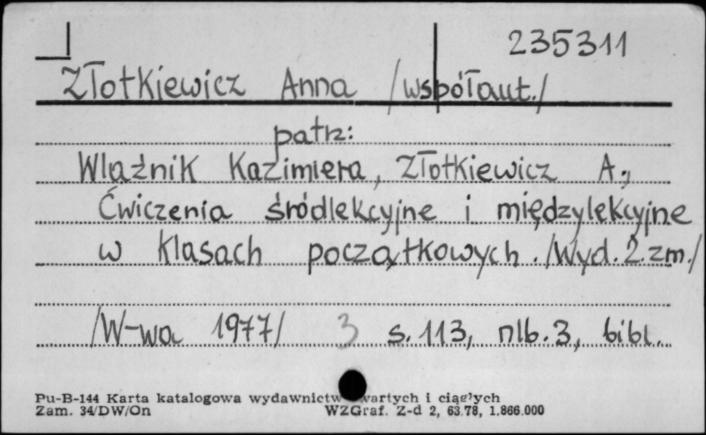 235311
Złotkiewicz Anna /współaut./
patrz:
Wlaźnik Kazimiera, Złotkiewicz A.,
Ćwiczenia śródlekcyjne i międzylekcyjne
w klasach początkowych. /Wyd. 2. zm./
/W-wa 1977/ 3 s. 113, nlb. 3, bibl.
Pu-B-144 Karta katalogowa wydawnictw zwartych i ciągłych
Zam. 34/DW/On WZGraf. Z-d 2, 63.78, 1.866.000